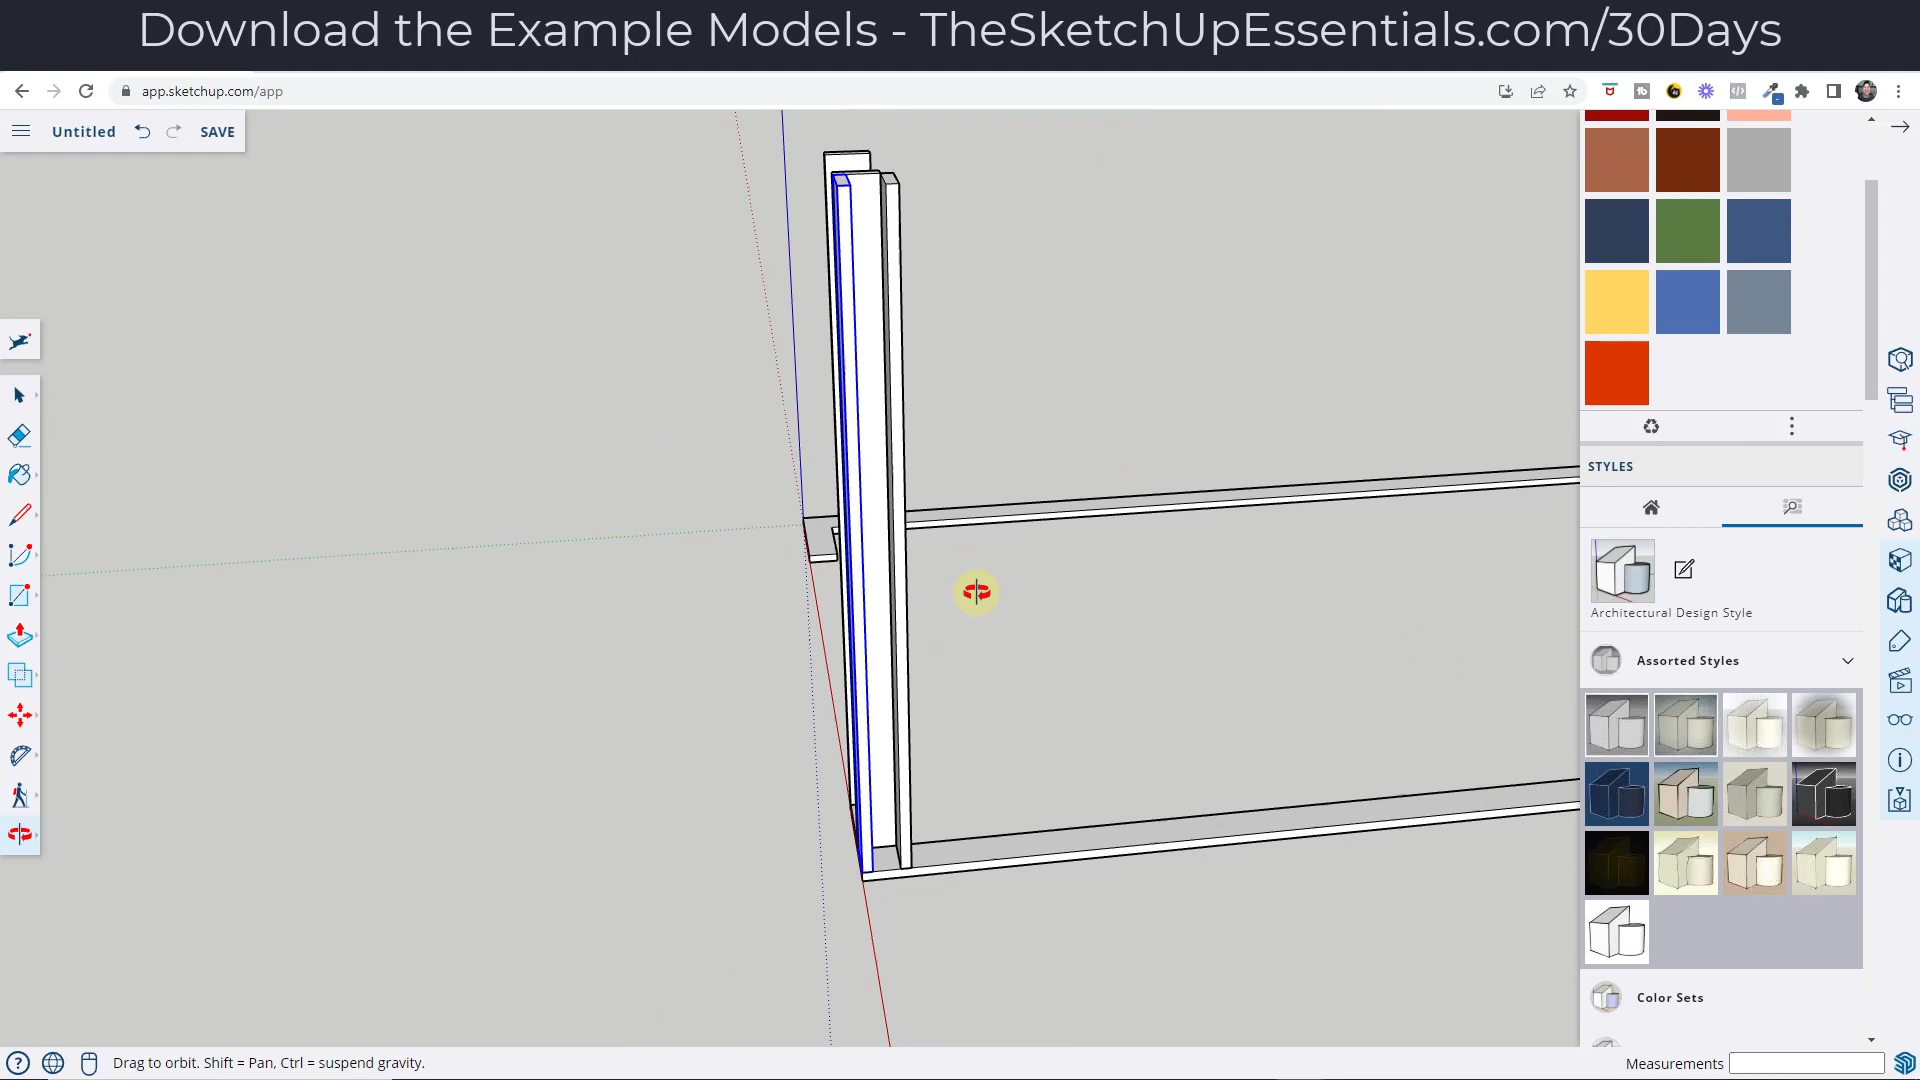 Download the Example Models - TheSketchUpEssentials.com/30Days
app.sketchup.com/app
Untitled
SAVE
STYLES
Architectural Design Style
Assorted Styles
Color Sets
Drag to orbit. Shift = Pan, Ctrl = suspend gravity.
Measurements